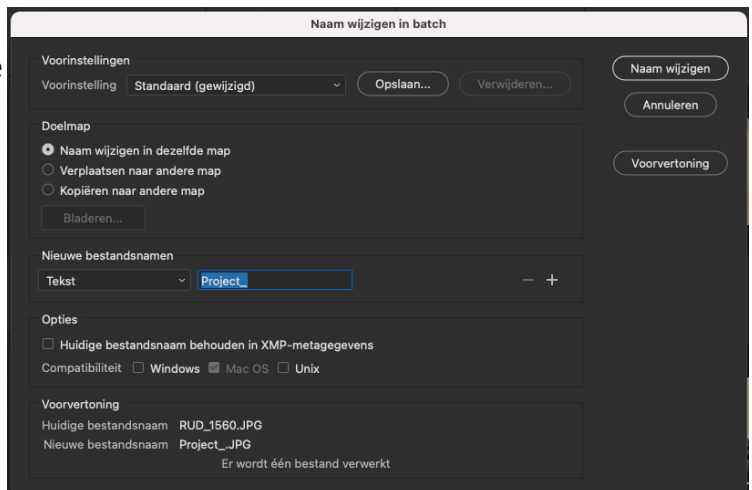 Naam wijzigen in batch
e
Voorinstellingen
Voorinstelling Standaard (gewijzigd) Opslaan... Verwijderen...
Naam wijzigen
Annuleren
Voorvertoning
Doelmap
Naam wijzigen in dezelfde map
Verplaatsen naar andere map
Kopiëren naar andere map
Bladeren...
Nieuwe bestandsnamen
Tekst Project_ − +
Opties
Huidige bestandsnaam behouden in XMP-metagegevens
Compatibiliteit Windows Mac OS Unix
Voorvertoning
Huidige bestandsnaam RUD_1560.JPG
Nieuwe bestandsnaam Project_.JPG
Er wordt één bestand verwerkt